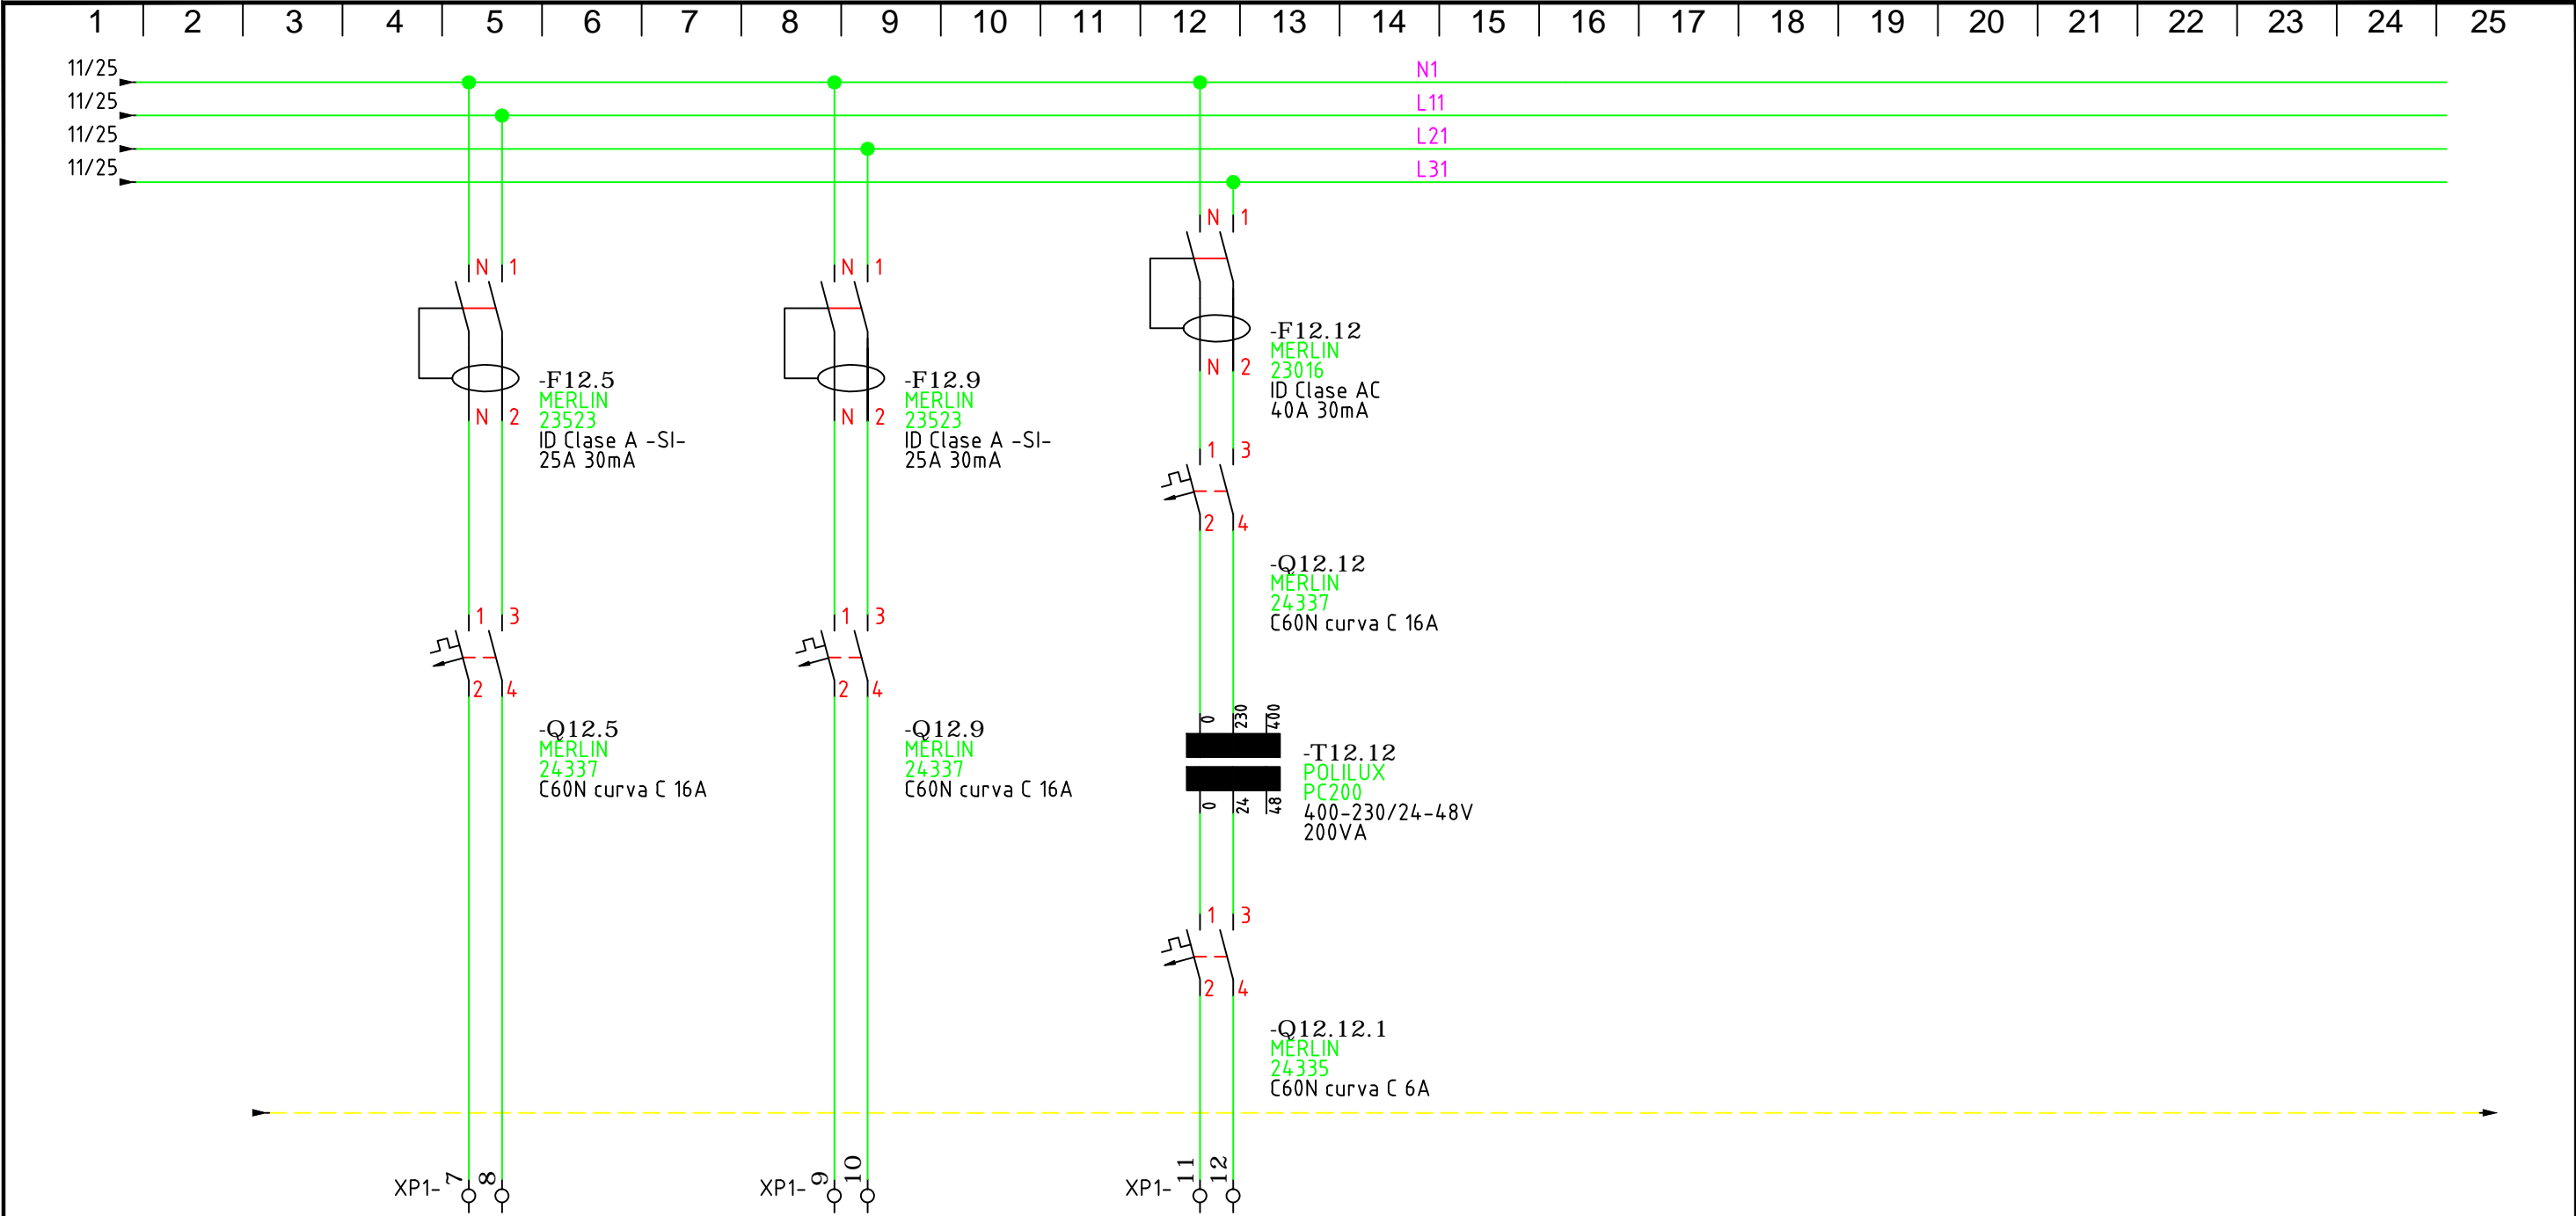 1 2 3 4 5 6 7 8 9 10 11 12 13 14 15 16 17 18 19 20 21 22 23 24 25
11/25 N1
11/25 L11
11/25 L21
11/25 L31
N 1
N 1
N 1
-F12.12
MERLIN
23016
ID Clase AC
40A 30mA
N 2
-F12.5
MERLIN
23523
ID Clase A -SI-
25A 30mA
N 2
-F12.9
MERLIN
23523
ID Clase A -SI-
25A 30mA
N 2
1 3
2 4
-Q12.12
MERLIN
24337
C60N curva C 16A
1 3
2 4
1 3
2 4
-Q12.5
MERLIN
24337
C60N curva C 16A
-Q12.9
MERLIN
24337
C60N curva C 16A
0 230 400
-T12.12
POLILUX
PC200
400-230/24-48V
200VA
0 24 48
1 3
2 4
-Q12.12.1
MERLIN
24335
C60N curva C 6A
XP1- 7 8
XP1- 9 10
XP1- 11 12